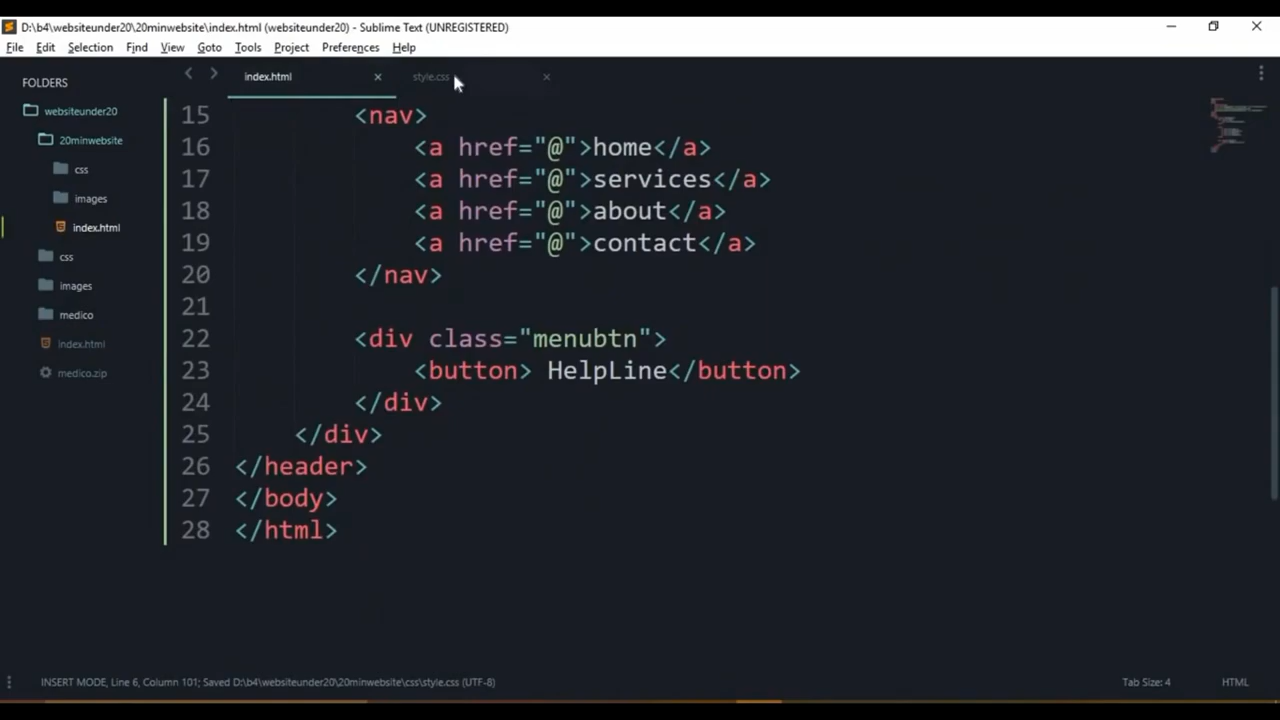 D:\b4\websiteunder20\20minwebsite\index.html (websiteunder20) - Sublime Text (UNREGISTERED)
File Edit Selection Find View Goto Tools Project Preferences Help
FOLDERS
websiteunder20
20minwebsite
css
images
index.html
css
images
medico
index.html
medico.zip
index.html style.css
15 <nav>
16 <a href="@">home</a>
17 <a href="@">services</a>
18 <a href="@">about</a>
19 <a href="@">contact</a>
20 </nav>
21
22 <div class="menubtn">
23 <button> HelpLine</button>
24 </div>
25 </div>
26 </header>
27 </body>
28 </html>
INSERT MODE, Line 6, Column 101; Saved D:\b4\websiteunder20\20minwebsite\css\style.css (UTF-8)
Tab Size: 4 HTML